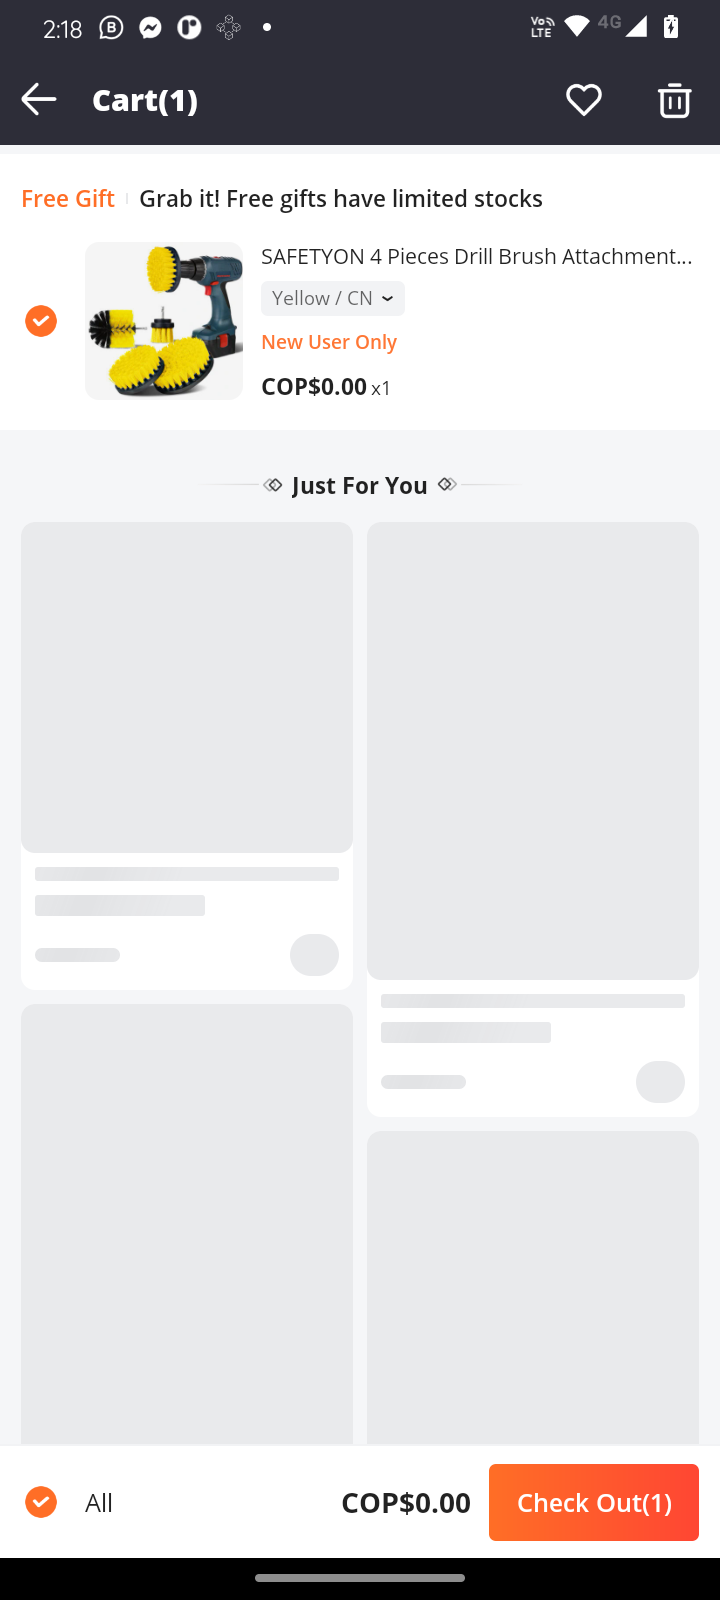 2:18
Vo LTE
4G
Cart(1)
Free Gift
Grab it! Free gifts have limited stocks
SAFETYON 4 Pieces Drill Brush Attachment...
Yellow / CN
New User Only
COP$0.00 x1
Just For You
All
COP$0.00
Check Out(1)